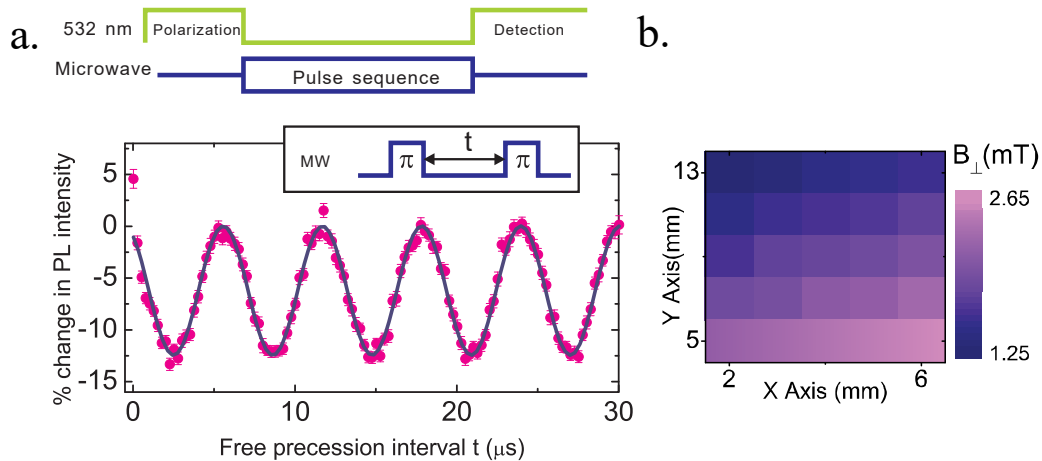 a.
532 nm
Polarization
Detection
Microwave
Pulse sequence
MW
π
t
π
% change in PL intensity
5
0
-5
-10
-15
0
10
20
30
Free precession interval t (μs)
b.
Y Axis(mm)
13
5
2
6
X Axis (mm)
B⊥(mT)
2.65
1.25